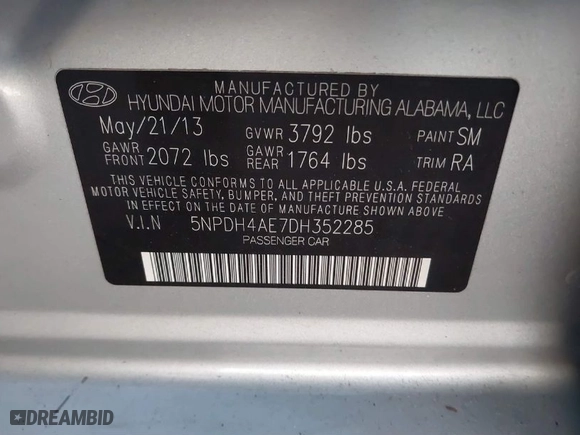 MANUFACTURED BY
HYUNDAI MOTOR MANUFACTURING ALABAMA, LLC
May/21/13 GVWR 3792 lbs PAINT SM
GAWR FRONT 2072 lbs GAWR REAR 1764 lbs TRIM RA
THIS VEHICLE CONFORMS TO ALL APPLICABLE U.S.A. FEDERAL
MOTOR VEHICLE SAFETY, BUMPER, AND THEFT PREVENTION STANDARDS
IN EFFECT ON THE DATE OF MANUFACTURE SHOWN ABOVE
V.I.N 5NPDH4AE7DH352285
PASSENGER CAR
DREAMBID